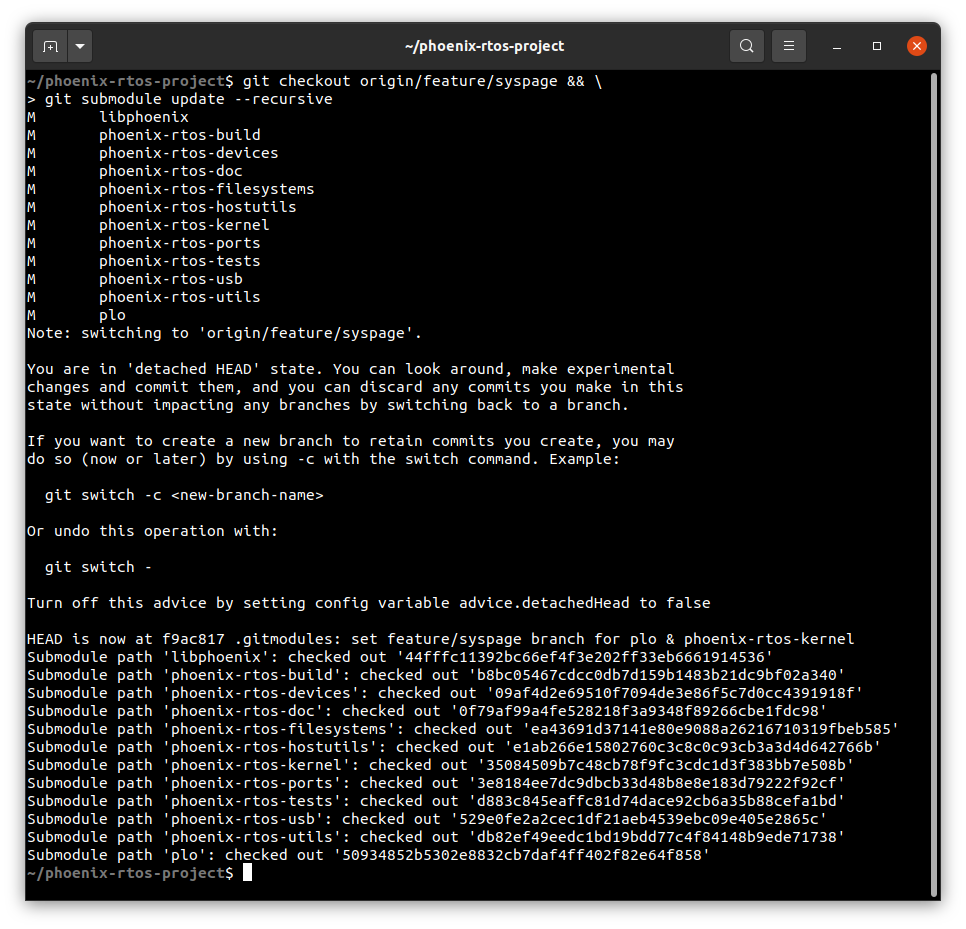 ~/phoenix-rtos-project
~/phoenix-rtos-project$ git checkout origin/feature/syspage && \
> git submodule update --recursive
M       libphoenix
M       phoenix-rtos-build
M       phoenix-rtos-devices
M       phoenix-rtos-doc
M       phoenix-rtos-filesystems
M       phoenix-rtos-hostutils
M       phoenix-rtos-kernel
M       phoenix-rtos-ports
M       phoenix-rtos-tests
M       phoenix-rtos-usb
M       phoenix-rtos-utils
M       plo
Note: switching to 'origin/feature/syspage'.

You are in 'detached HEAD' state. You can look around, make experimental
changes and commit them, and you can discard any commits you make in this
state without impacting any branches by switching back to a branch.

If you want to create a new branch to retain commits you create, you may
do so (now or later) by using -c with the switch command. Example:

  git switch -c <new-branch-name>

Or undo this operation with:

  git switch -

Turn off this advice by setting config variable advice.detachedHead to false

HEAD is now at f9ac817 .gitmodules: set feature/syspage branch for plo & phoenix-rtos-kernel
Submodule path 'libphoenix': checked out '44fffc11392bc66ef4f3e202ff33eb6661914536'
Submodule path 'phoenix-rtos-build': checked out 'b8bc05467cdcc0db7d159b1483b21dc9bf02a340'
Submodule path 'phoenix-rtos-devices': checked out '09af4d2e69510f7094de3e86f5c7d0cc4391918f'
Submodule path 'phoenix-rtos-doc': checked out '0f79af99a4fe528218f3a9348f89266cbe1fdc98'
Submodule path 'phoenix-rtos-filesystems': checked out 'ea43691d37141e80e9088a26216710319fbeb585'
Submodule path 'phoenix-rtos-hostutils': checked out 'e1ab266e15802760c3c8c0c93cb3a3d4d642766b'
Submodule path 'phoenix-rtos-kernel': checked out '35084509b7c48cb78f9fc3cdc1d3f383bb7e508b'
Submodule path 'phoenix-rtos-ports': checked out '3e8184ee7dc9dbcb33d48b8e8e183d79222f92cf'
Submodule path 'phoenix-rtos-tests': checked out 'd883c845eaffc81d74dace92cb6a35b88cefa1bd'
Submodule path 'phoenix-rtos-usb': checked out '529e0fe2a2cec1df21aeb4539ebc09e405e2865c'
Submodule path 'phoenix-rtos-utils': checked out 'db82ef49eedc1bd19bdd77c4f84148b9ede71738'
Submodule path 'plo': checked out '50934852b5302e8832cb7daf4ff402f82e64f858'
~/phoenix-rtos-project$